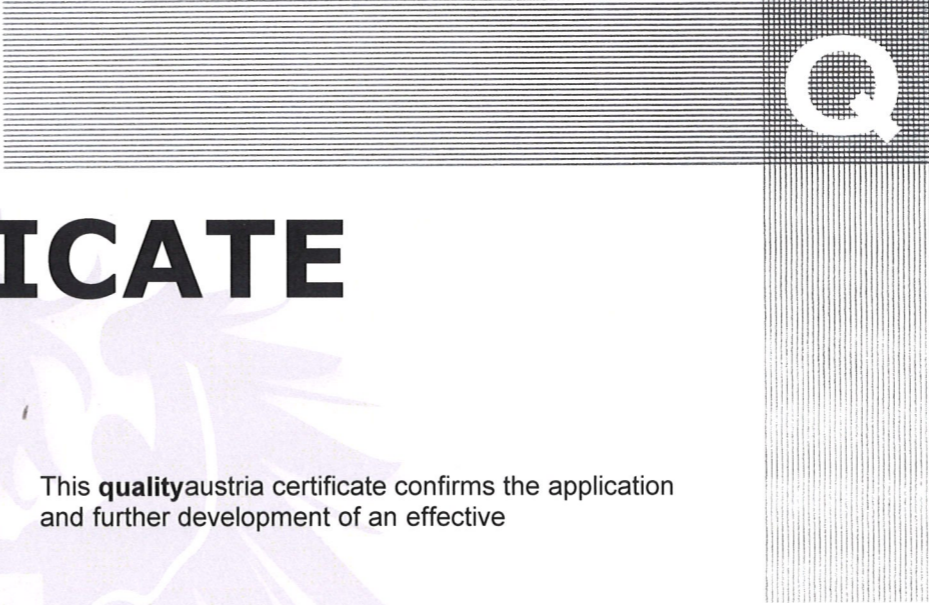 Q
ICATE
This qualityaustria certificate confirms the application
and further development of an effective